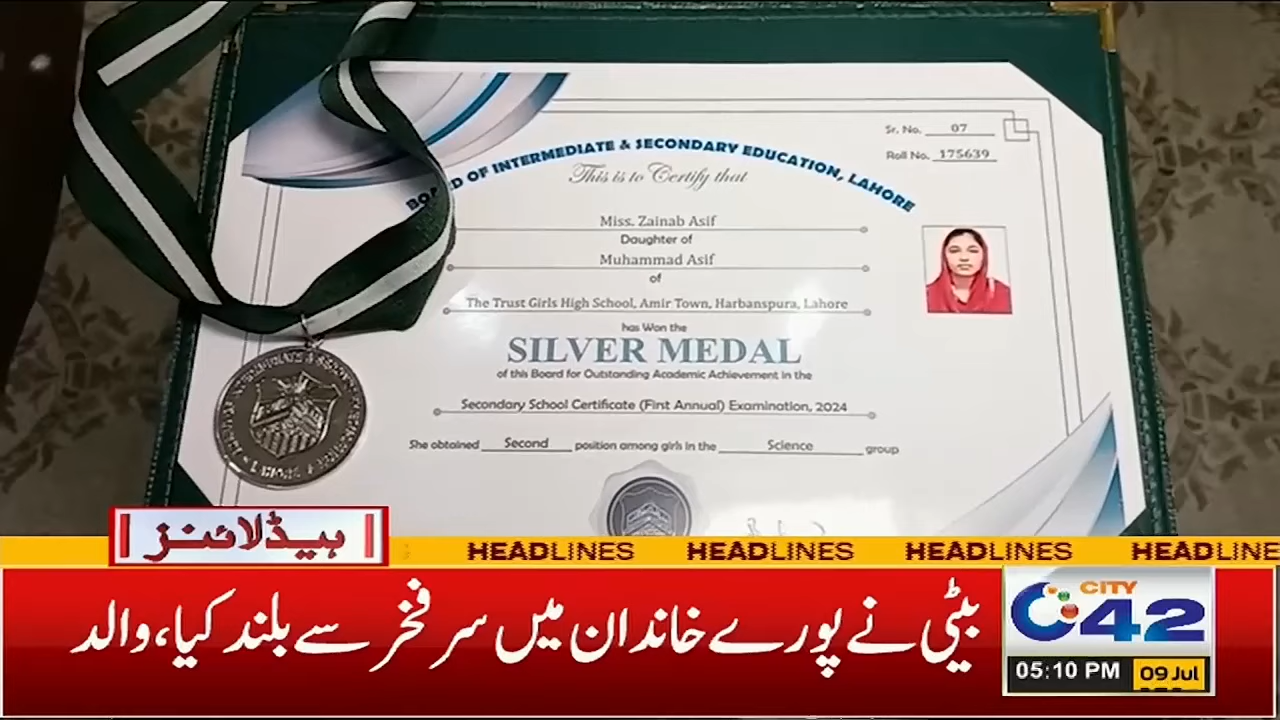 Sr. No. 07
Roll No. 175639
BOARD OF INTERMEDIATE & SECONDARY EDUCATION, LAHORE
This is to Certify that
Miss. Zainab Asif
Daughter of
Muhammad Asif
of
The Trust Girls High School, Amir Town, Harbanspura, Lahore
has Won the
SILVER MEDAL
of this Board for Outstanding Academic Achievement in the
Secondary School Certificate (First Annual) Examination, 2024
She obtained Second position among girls in the Science group
ہیڈلائنز
HEADLINES HEADLINES HEADLINES HEADLINE
بیٹی نے پورے خاندان میں سر فخر سے بلند کیا، والد
CITY
42
05:10 PM
09 Jul